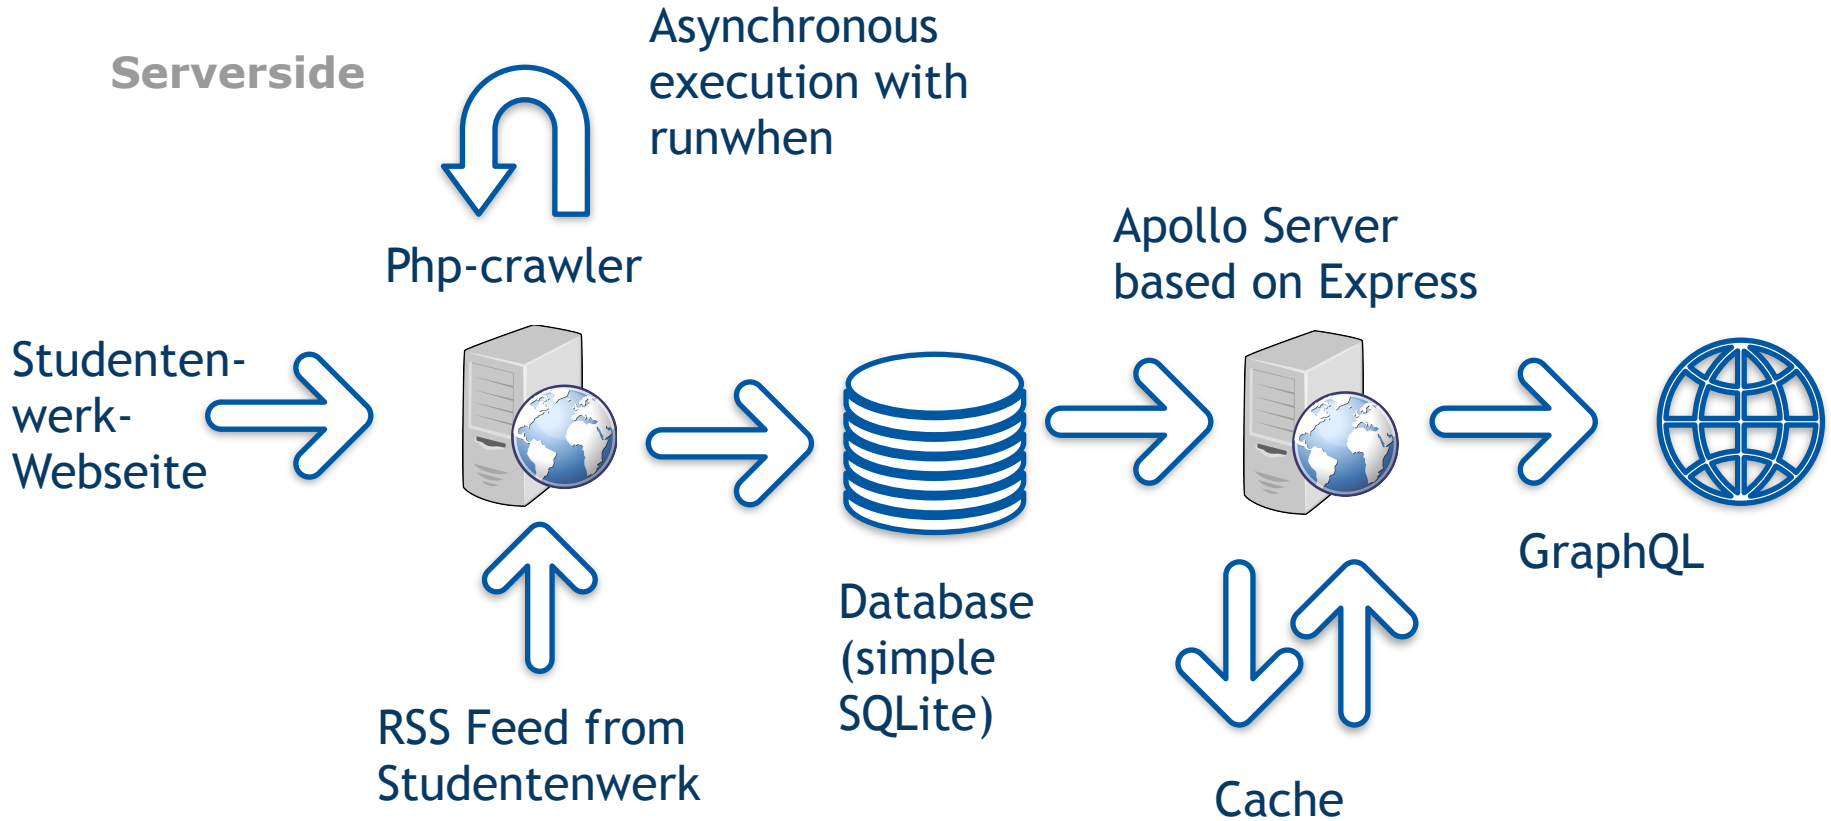 Serverside
Asynchronous
execution with
runwhen
Php-crawler
Apollo Server
based on Express
Studenten-
werk-
Webseite
GraphQL
Database
(simple
SQLite)
RSS Feed from
Studentenwerk
Cache